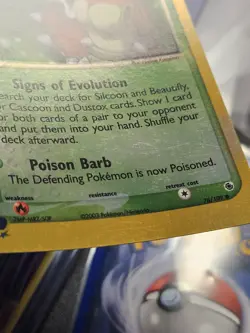 Signs of Evolution
earch your deck for Silcoon and Beautifly,
r Cascoon and Dustox cards. Show 1 card
or both cards of a pair to your opponent
and put them into your hand. Shuffle your
deck afterward.
Poison Barb
The Defending Pokémon is now Poisoned.
weakness
resistance
retreat cost
©2003 Pokémon/Nintendo